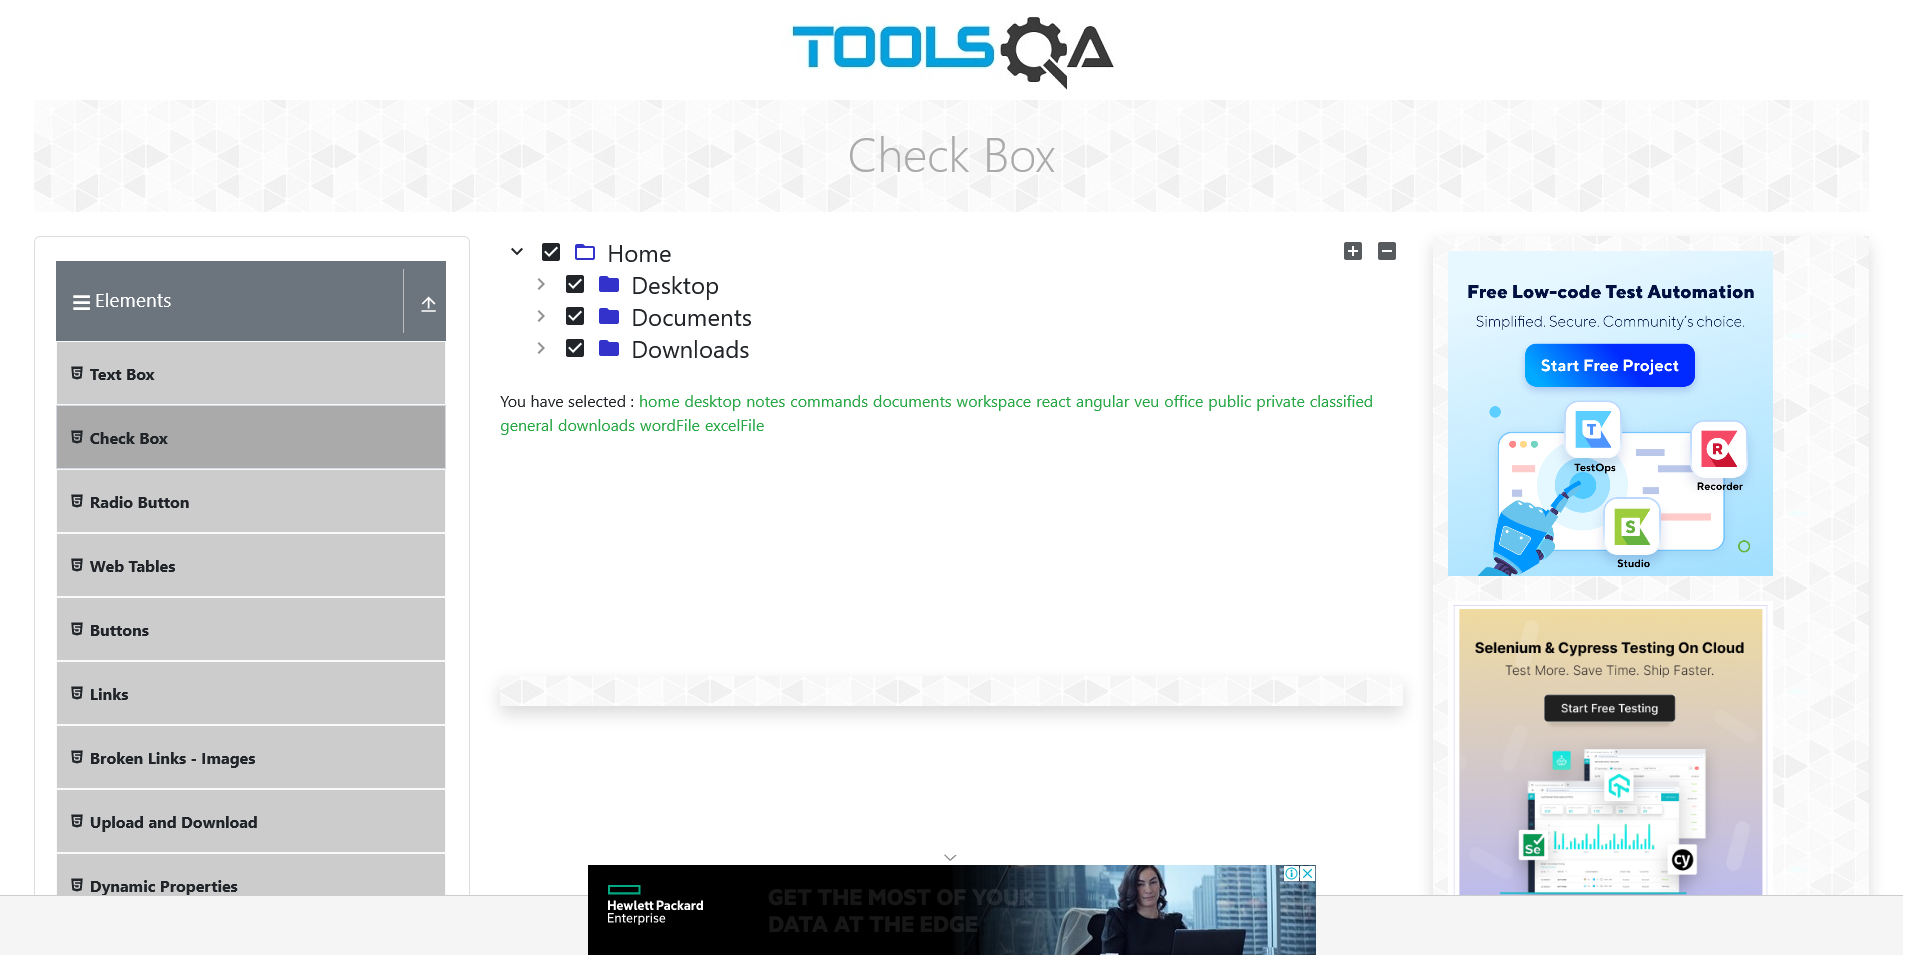 TOOLSQA
Check Box
Elements
Text Box
Check Box
Radio Button
Web Tables
Buttons
Links
Broken Links - Images
Upload and Download
Dynamic Properties
Home
Desktop
Documents
Downloads
You have selected : home desktop notes commands documents workspace react angular veu office public private classified
general downloads wordFile excelFile
Free Low-code Test Automation
Simplified. Secure. Community's choice.
Start Free Project
T
TestOps
R
Recorder
S
Studio
Selenium & Cypress Testing On Cloud
Test More. Save Time. Ship Faster.
Start Free Testing
Se
cy
Hewlett Packard
Enterprise
GET THE MOST OF YOUR
DATA AT THE EDGE